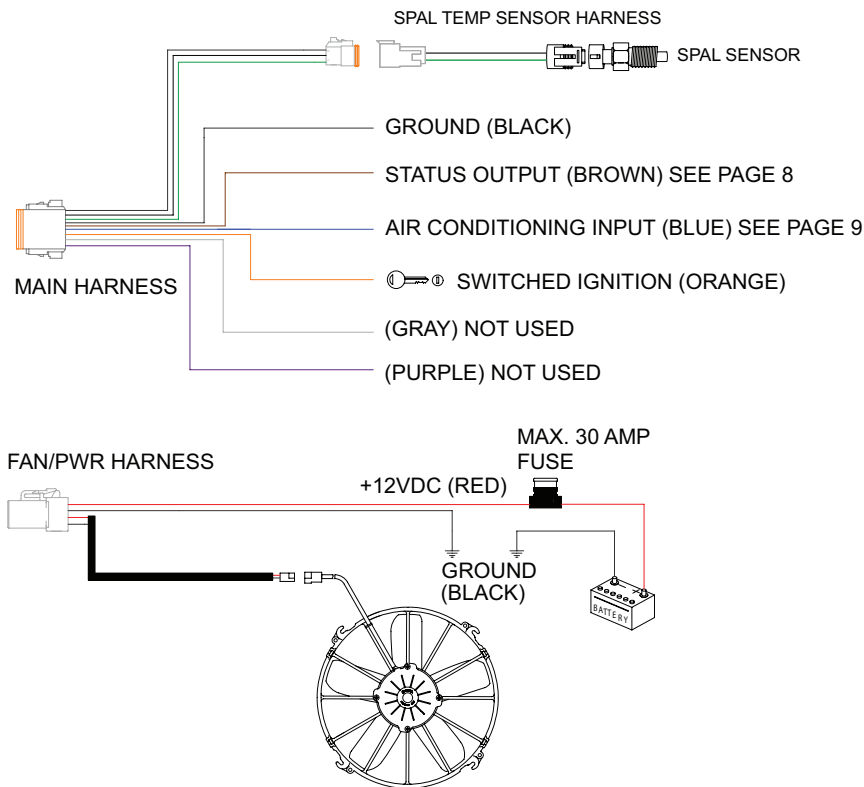 SPAL TEMP SENSOR HARNESS
SPAL SENSOR
GROUND (BLACK)
STATUS OUTPUT (BROWN) SEE PAGE 8
AIR CONDITIONING INPUT (BLUE) SEE PAGE 9
MAIN HARNESS
SWITCHED IGNITION (ORANGE)
(GRAY) NOT USED
(PURPLE) NOT USED
MAX. 30 AMP
FUSE
FAN/PWR HARNESS
+12VDC (RED)
GROUND
(BLACK)
- +
BATTERY